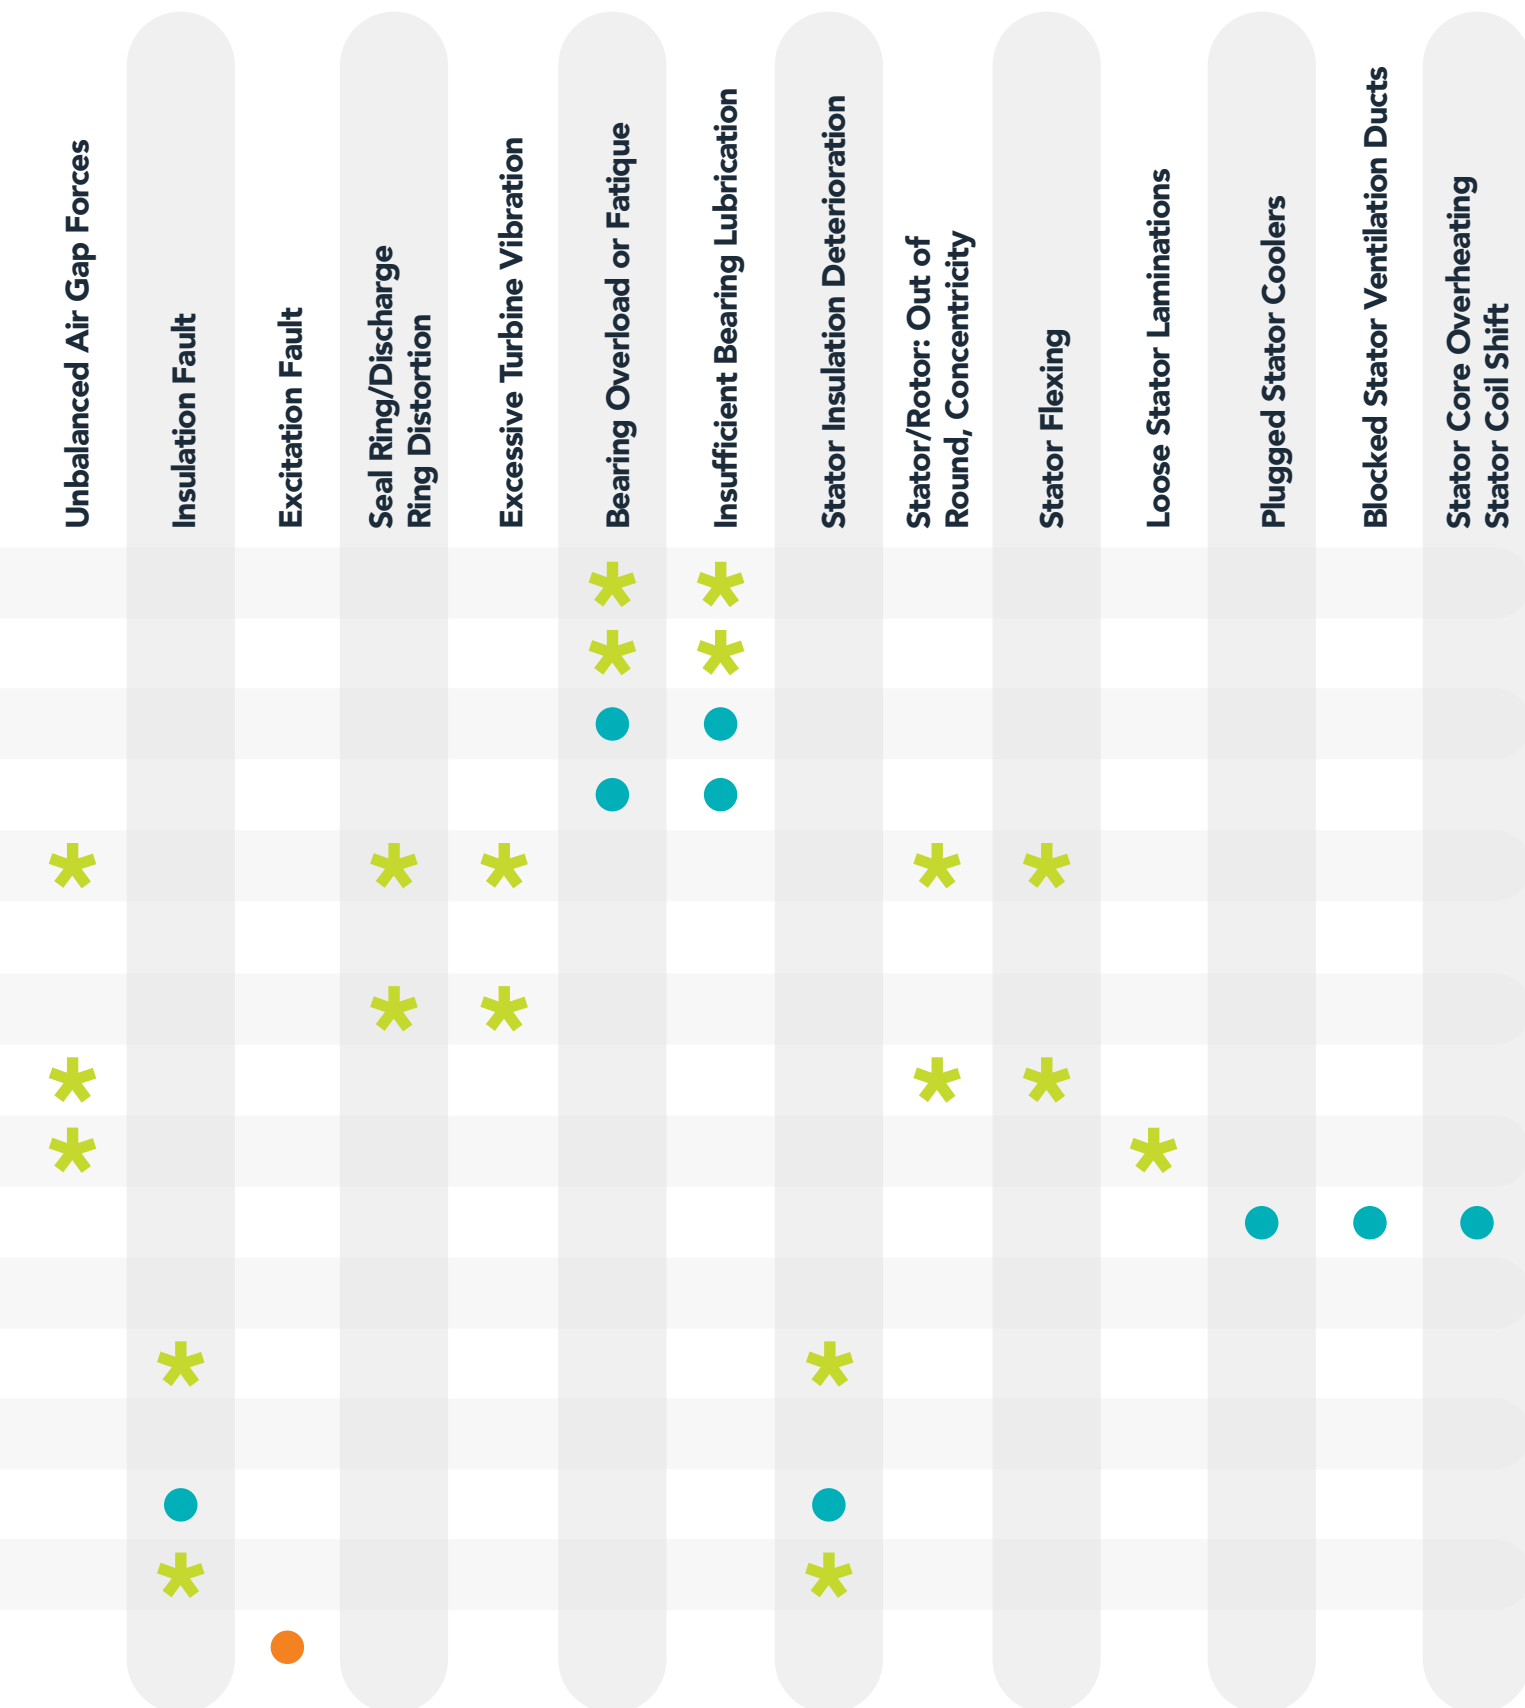 Unbalanced Air Gap Forces
Insulation Fault
Excitation Fault
Seal Ring/Discharge
Ring Distortion
Excessive Turbine Vibration
Bearing Overload or Fatique
Insufficient Bearing Lubrication
Stator Insulation Deterioration
Stator/Rotor: Out of
Round, Concentricity
Stator Flexing
Loose Stator Laminations
Plugged Stator Coolers
Blocked Stator Ventilation Ducts
Stator Core Overheating
Stator Coil Shift